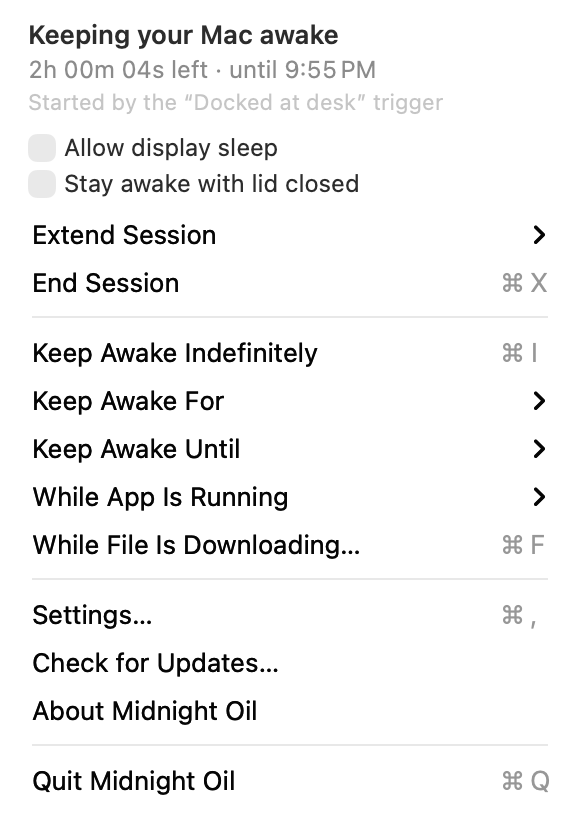 Keeping your Mac awake
2h 00m 04s left · until 9:55 PM
Started by the “Docked at desk” trigger
Allow display sleep
Stay awake with lid closed
Extend Session
End Session ⌘ X
Keep Awake Indefinitely ⌘ I
Keep Awake For
Keep Awake Until
While App Is Running
While File Is Downloading... ⌘ F
Settings... ⌘ ,
Check for Updates...
About Midnight Oil
Quit Midnight Oil ⌘ Q